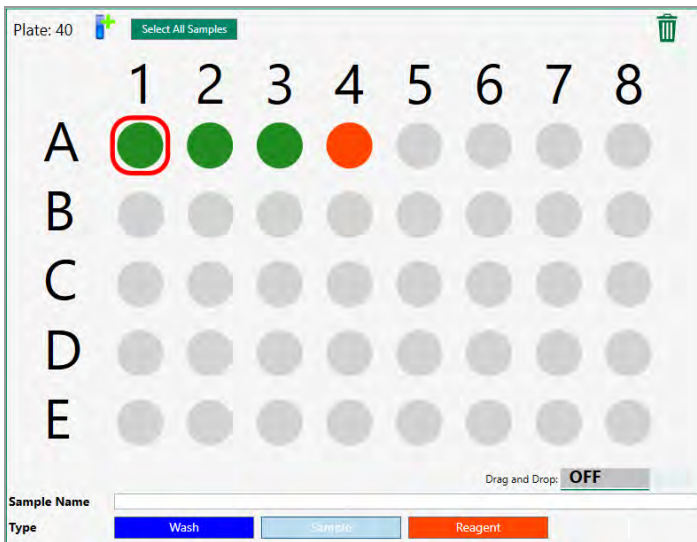 Plate: 40 Select All Samples
1 2 3 4 5 6 7 8
A
B
C
D
E
Drag and Drop: OFF
Sample Name
Type Wash Sample Reagent